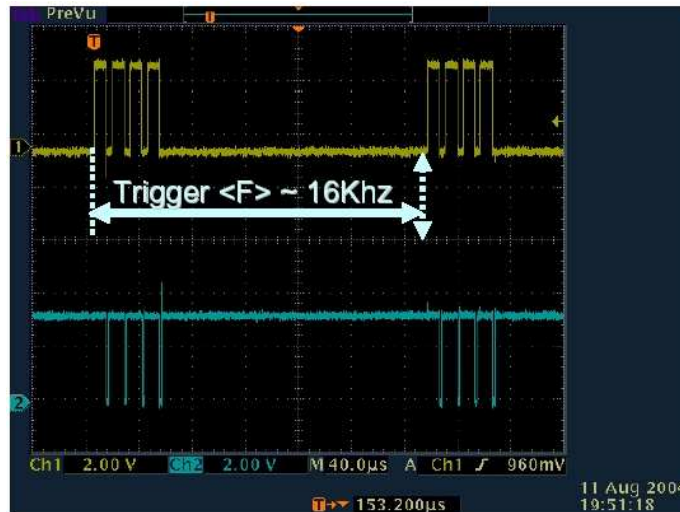 PreVu
T
1
Trigger <F> ~ 16Khz
2
Ch1 2.00 V Ch2 2.00 V M 40.0µs A Ch1 960mV
T 153.200µs
11 Aug 2004
19:51:18